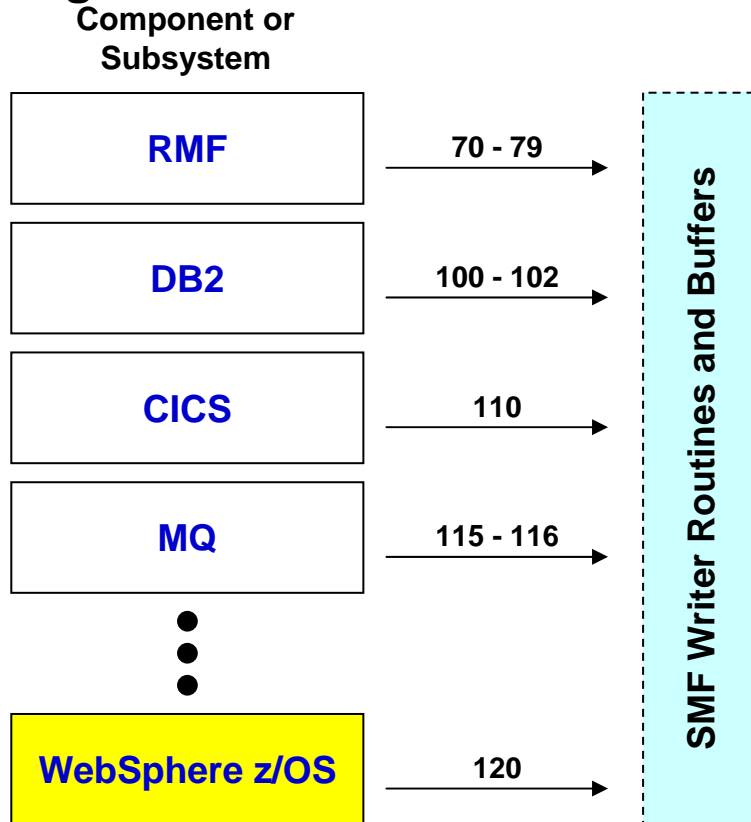 Component or
Subsystem
RMF
70 - 79
DB2
100 - 102
CICS
110
MQ
115 - 116
WebSphere z/OS
120
SMF Writer Routines and Buffers